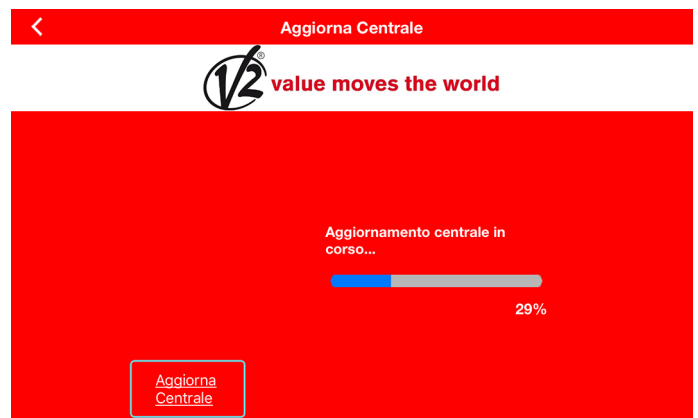 Aggiorna Centrale
V2® value moves the world
Aggiornamento centrale in
corso...
29%
Aggiorna
Centrale